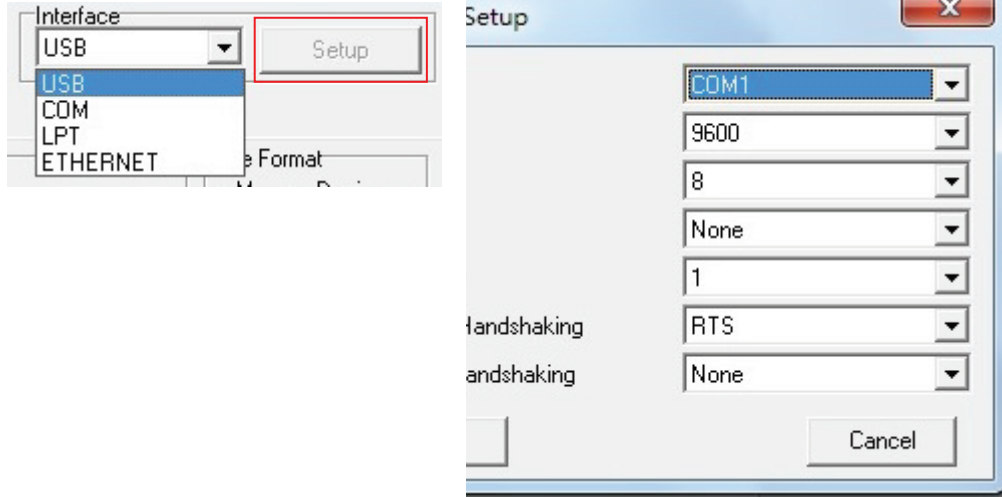 Interface
USB
Setup
USB
COM
LPT
ETHERNET
Format
Setup
COM1
9600
8
None
1
Handshaking
RTS
andshaking
None
Cancel